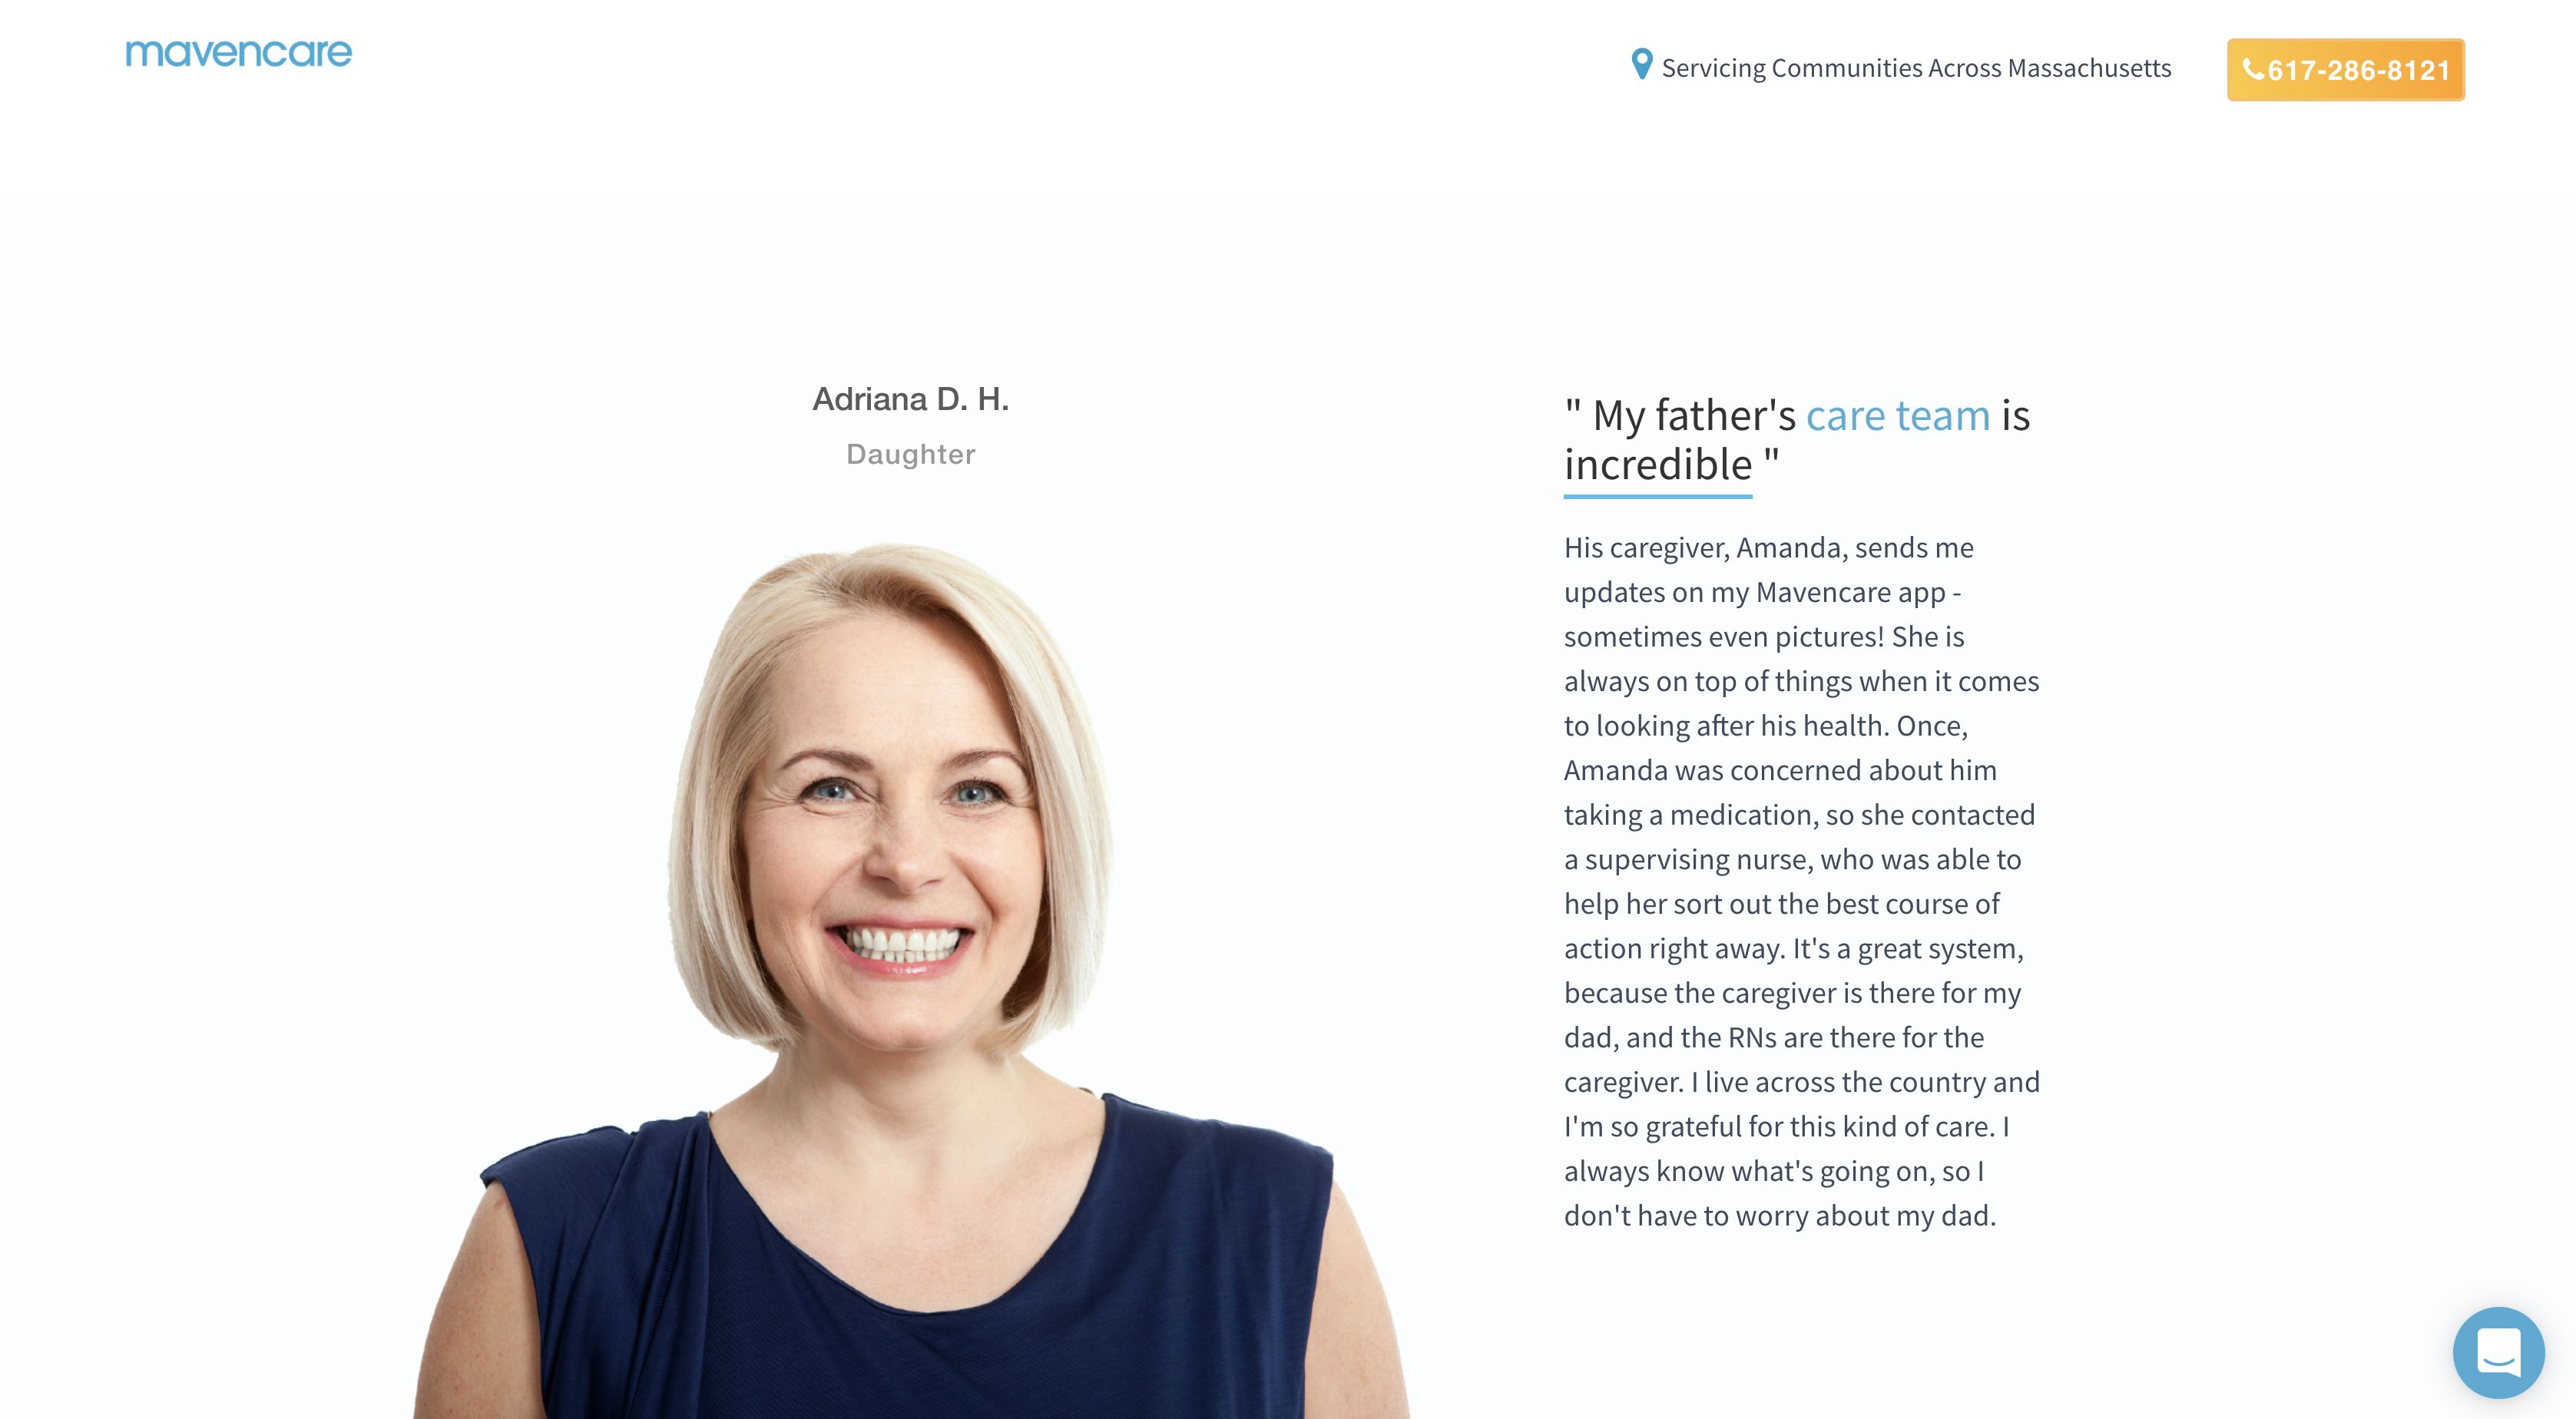 mavencare
Servicing Communities Across Massachusetts
617-286-8121
Adriana D. H.
Daughter
" My father's care team is
incredible "
His caregiver, Amanda, sends me
updates on my Mavencare app -
sometimes even pictures! She is
always on top of things when it comes
to looking after his health. Once,
Amanda was concerned about him
taking a medication, so she contacted
a supervising nurse, who was able to
help her sort out the best course of
action right away. It's a great system,
because the caregiver is there for my
dad, and the RNs are there for the
caregiver. I live across the country and
I'm so grateful for this kind of care. I
always know what's going on, so I
don't have to worry about my dad.